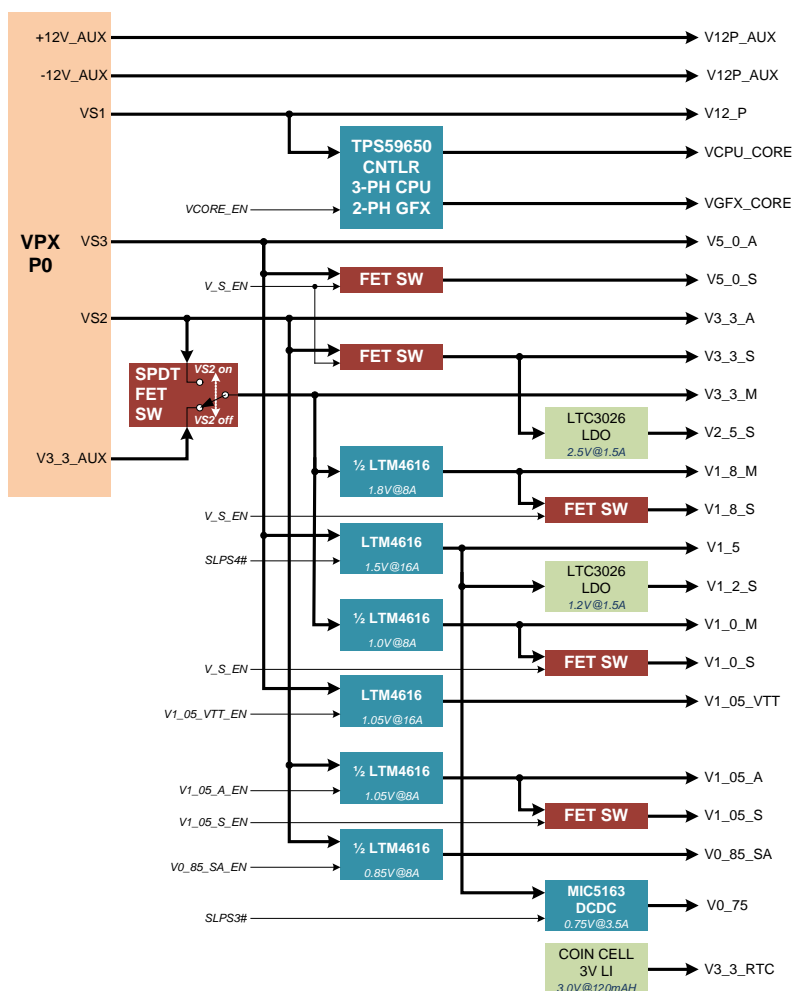 +12V_AUX
V12P_AUX
-12V_AUX
V12P_AUX
VS1
V12_P
TPS59650
CNTLR
3-PH CPU
2-PH GFX
VCPU_CORE
VCORE_EN
VGFX_CORE
VPX
P0
VS3
V5_0_A
V_S_EN
FET SW
V5_0_S
VS2
V3_3_A
FET SW
V3_3_S
SPDT
FET
SW
VS2 on
VS2 off
V3_3_M
LTC3026
LDO
2.5V@1.5A
V2_5_S
V3_3_AUX
½ LTM4616
1.8V@8A
V1_8_M
V_S_EN
FET SW
V1_8_S
LTM4616
1.5V@16A
V1_5
SLPS4#
LTC3026
LDO
1.2V@1.5A
V1_2_S
½ LTM4616
1.0V@8A
V1_0_M
V_S_EN
FET SW
V1_0_S
LTM4616
1.05V@16A
V1_05_VTT
V1_05_VTT_EN
½ LTM4616
1.05V@8A
V1_05_A
V1_05_A_EN
V1_05_S_EN
FET SW
V1_05_S
½ LTM4616
0.85V@8A
V0_85_SA
V0_85_SA_EN
MIC5163
DCDC
0.75V@3.5A
V0_75
SLPS3#
COIN CELL
3V LI
3.0V@120mAH
V3_3_RTC